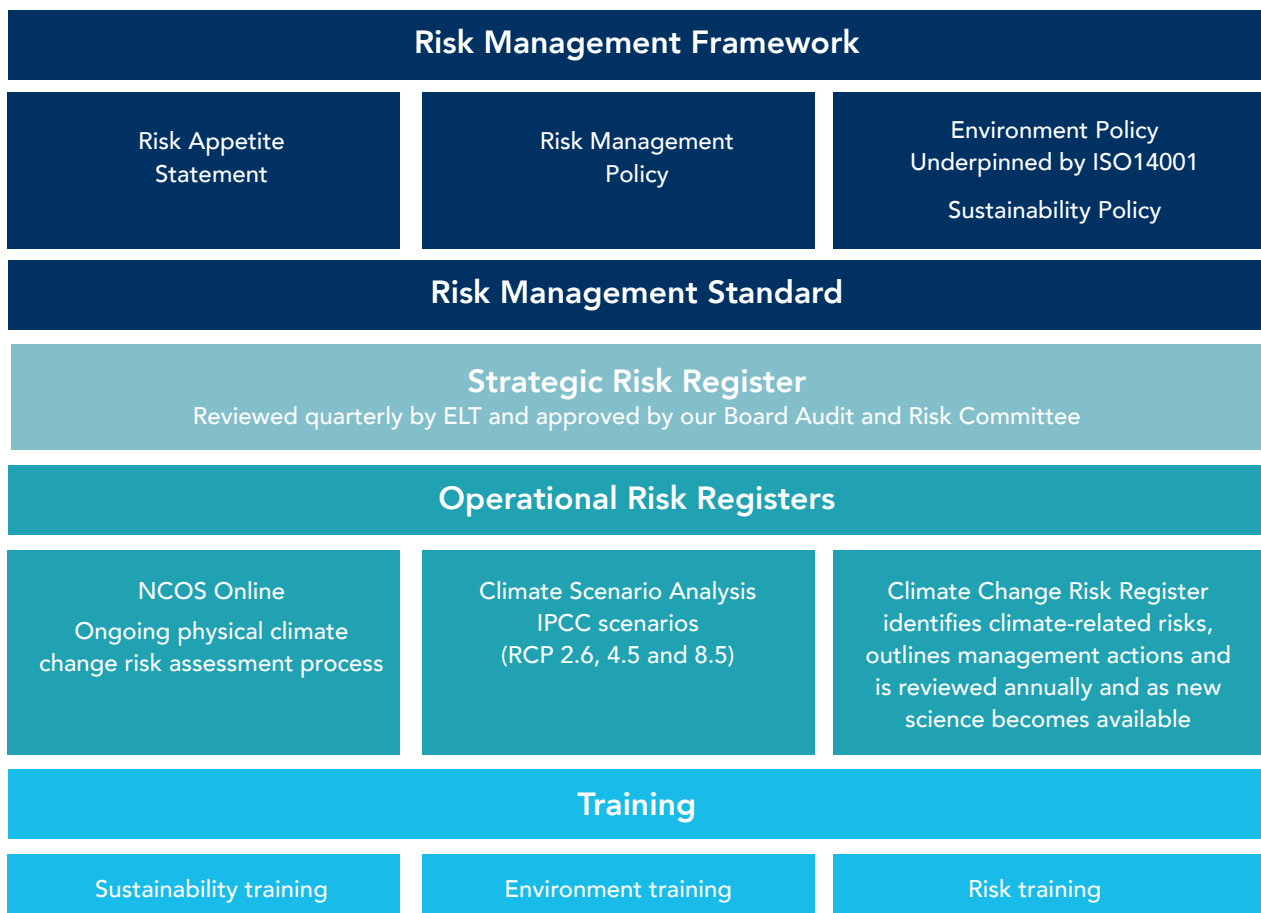 Risk Management Framework
Risk Appetite
Statement
Risk Management
Policy
Environment Policy
Underpinned by ISO14001
Sustainability Policy
Risk Management Standard
Strategic Risk Register
Reviewed quarterly by ELT and approved by our Board Audit and Risk Committee
Operational Risk Registers
NCOS Online
Ongoing physical climate
change risk assessment process
Climate Scenario Analysis
IPCC scenarios
(RCP 2.6, 4.5 and 8.5)
Climate Change Risk Register
identifies climate-related risks,
outlines management actions and
is reviewed annually and as new
science becomes available
Training
Sustainability training
Environment training
Risk training